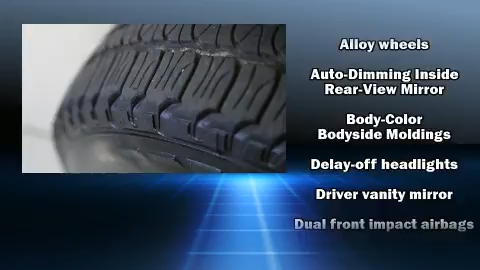 Alloy wheels
Auto-Dimming Inside
Rear-View Mirror
Body-Color
Bodyside Moldings
Delay-off headlights
Driver vanity mirror
Dual front impact airbags